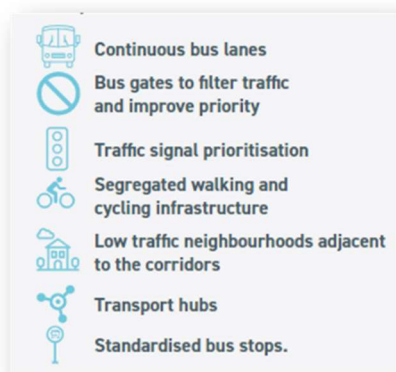 Continuous bus lanes
Bus gates to filter traffic
and improve priority
Traffic signal prioritisation
Segregated walking and
cycling infrastructure
Low traffic neighbourhoods adjacent
to the corridors
Transport hubs
Standardised bus stops.